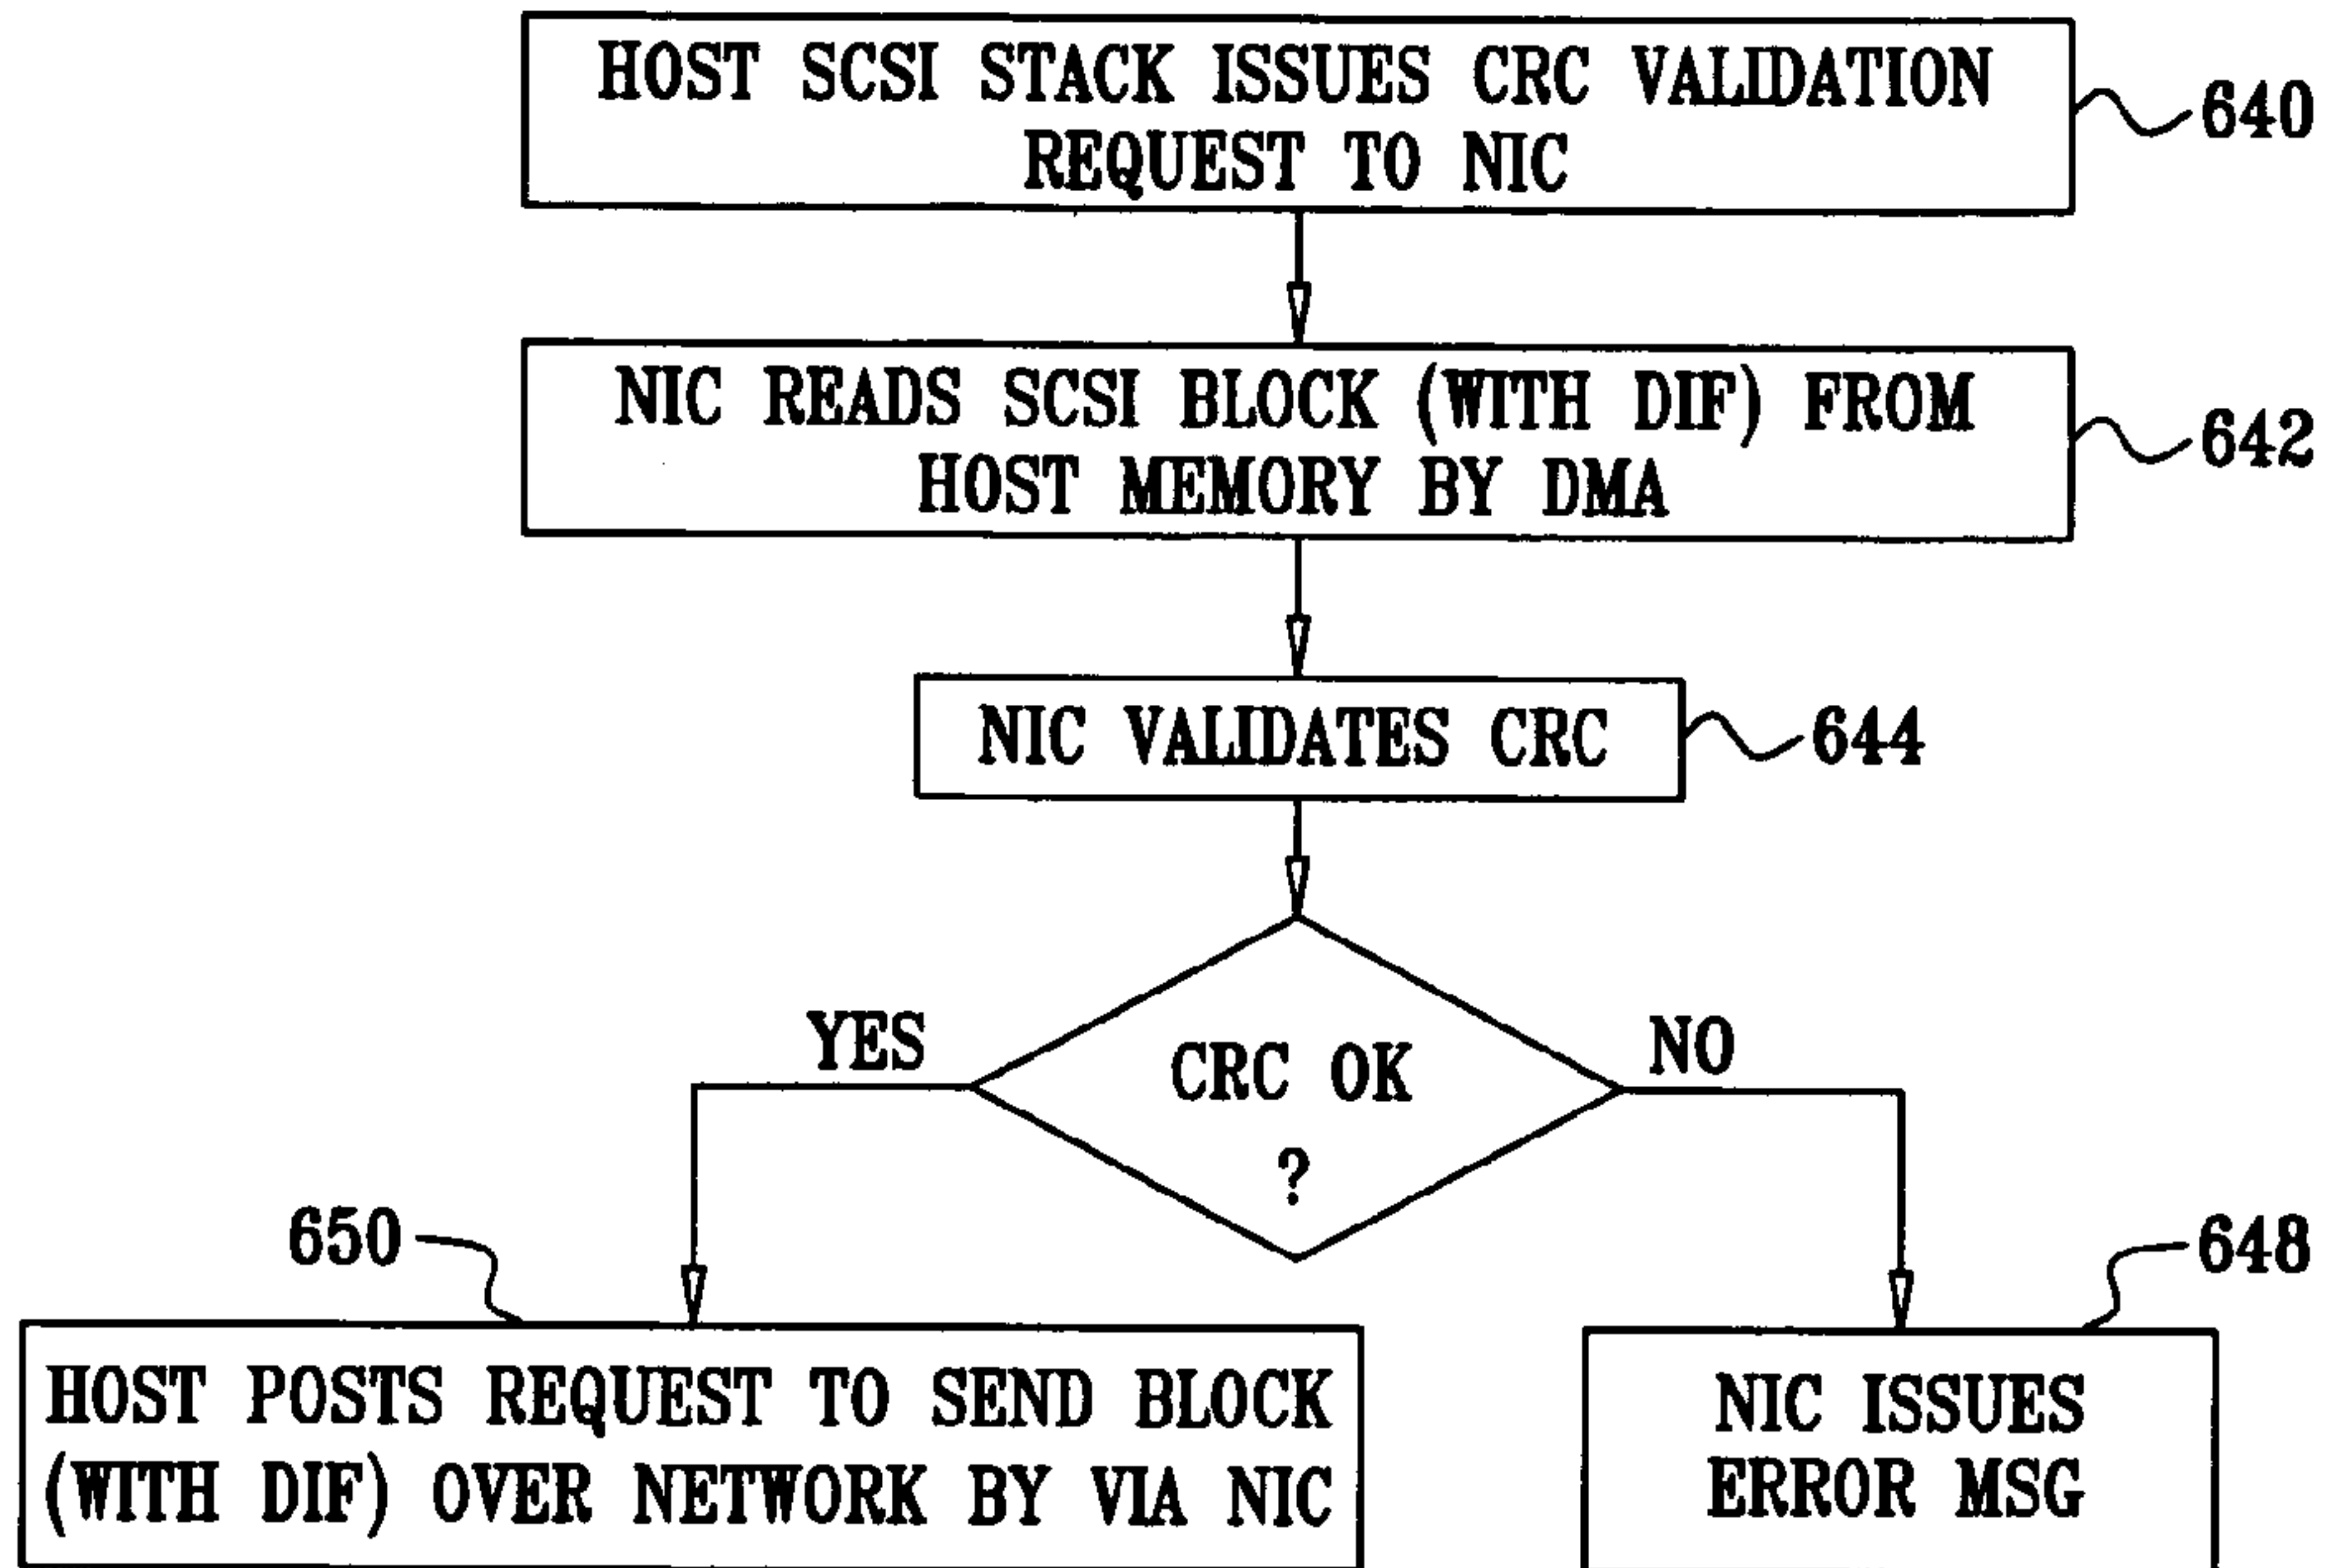 HOST SCSI STACK ISSUES CRC VALIDATION
REQUEST TO NIC
640
NIC READS SCSI BLOCK (WITH DIF) FROM
HOST MEMORY BY DMA
642
NIC VALIDATES CRC
644
YES
CRC OK
?
NO
650
648
HOST POSTS REQUEST TO SEND BLOCK
(WITH DIF) OVER NETWORK BY VIA NIC
NIC ISSUES
ERROR MSG